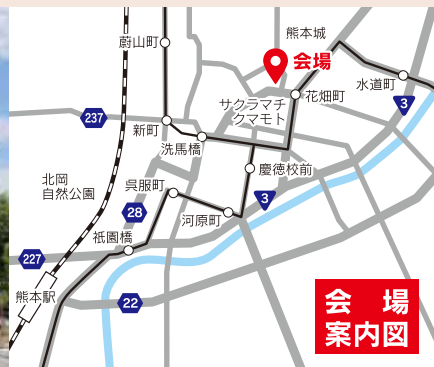 熊本城
蔚山町
会場
水道町
花畑町
3
サクラマチ
クマモト
237
新町
洗馬橋
慶徳校前
北岡
自然公園
呉服町
3
28
河原町
祇園橋
227
熊本駅
22
会場
案内図